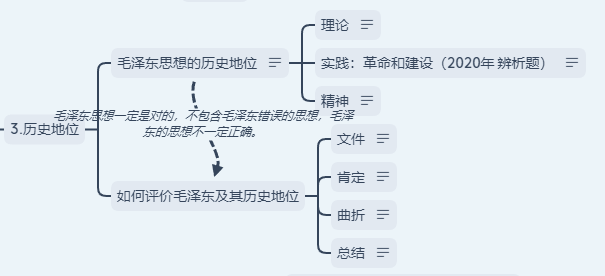 理论
毛泽东思想的历史地位
实践：革命和建设（2020年 辨析题）
精神
3.历史地位
毛泽东思想一定是对的，不包含毛泽东错误的思想，毛泽
东的思想不一定正确。
文件
肯定
如何评价毛泽东及其历史地位
曲折
总结